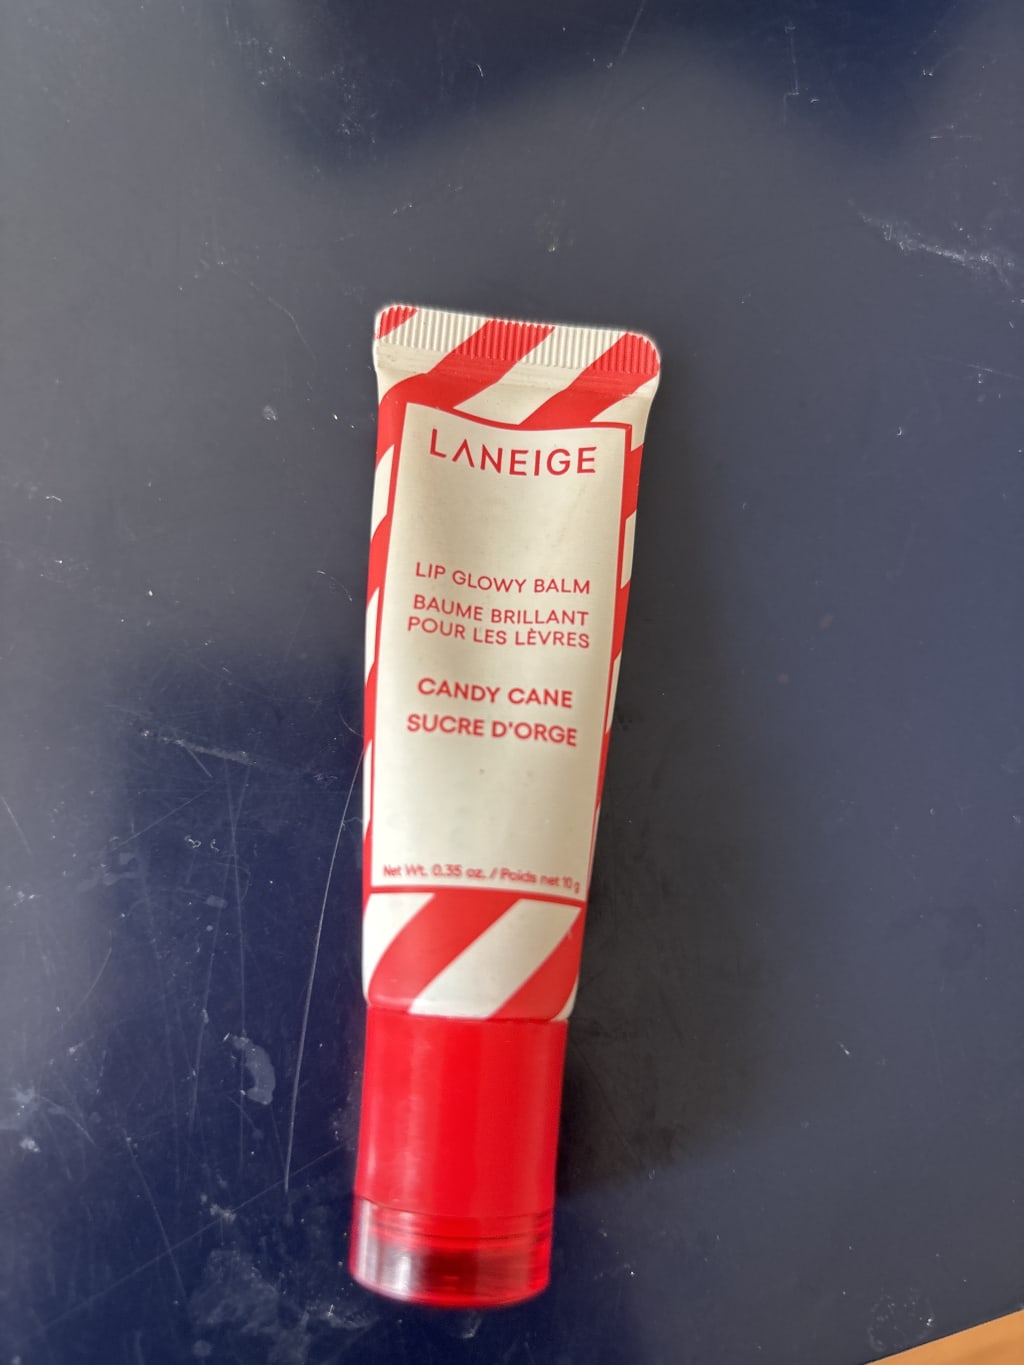 LANEIGE
LIP GLOWY BALM
BAUME BRILLANT
POUR LES LÈVRES
CANDY CANE
SUCRE D'ORGE
Net Wt. 0.35 oz. / Poids net 10 g